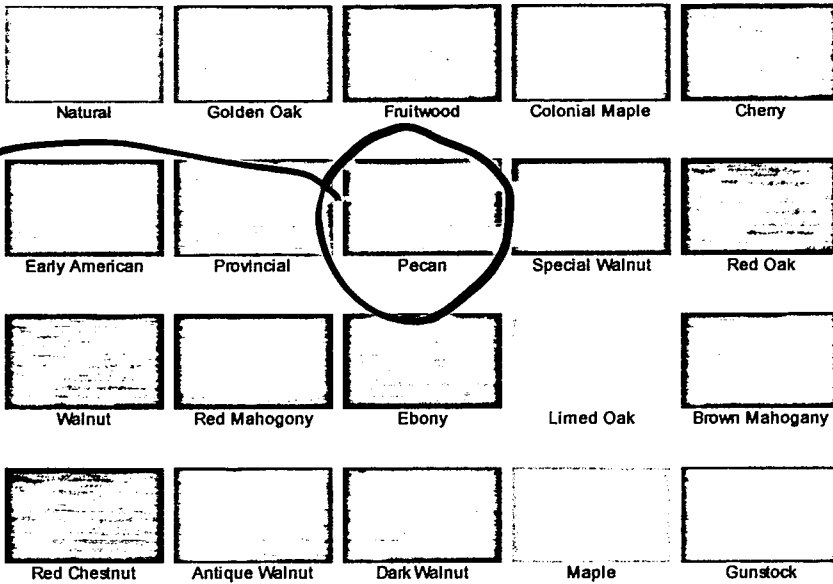 Natural Golden Oak Fruitwood Colonial Maple Cherry
Early American Provincial Pecan Special Walnut Red Oak
Walnut Red Mahogony Ebony Limed Oak Brown Mahogany
Red Chestnut Antique Walnut Dark Walnut Maple Gunstock